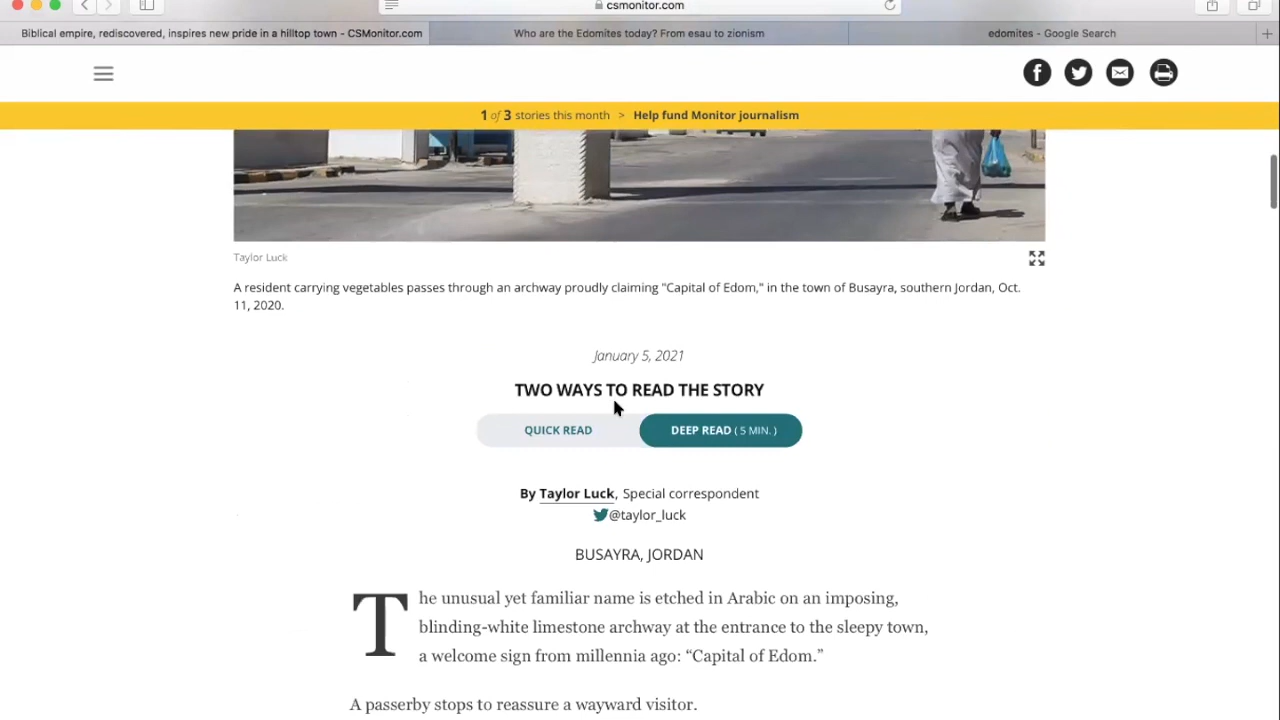 csmonitor.com
Biblical empire, rediscovered, inspires new pride in a hilltop town - CSMonitor.com
Who are the Edomites today? From esau to zionism
edomites - Google Search
1 of 3 stories this month > Help fund Monitor journalism
Taylor Luck
A resident carrying vegetables passes through an archway proudly claiming "Capital of Edom," in the town of Busayra, southern Jordan, Oct.
11, 2020.
January 5, 2021
TWO WAYS TO READ THE STORY
QUICK READ
DEEP READ ( 5 MIN. )
By Taylor Luck, Special correspondent
@taylor_luck
BUSAYRA, JORDAN
The unusual yet familiar name is etched in Arabic on an imposing,
blinding-white limestone archway at the entrance to the sleepy town,
a welcome sign from millennia ago: “Capital of Edom.”
A passerby stops to reassure a wayward visitor.